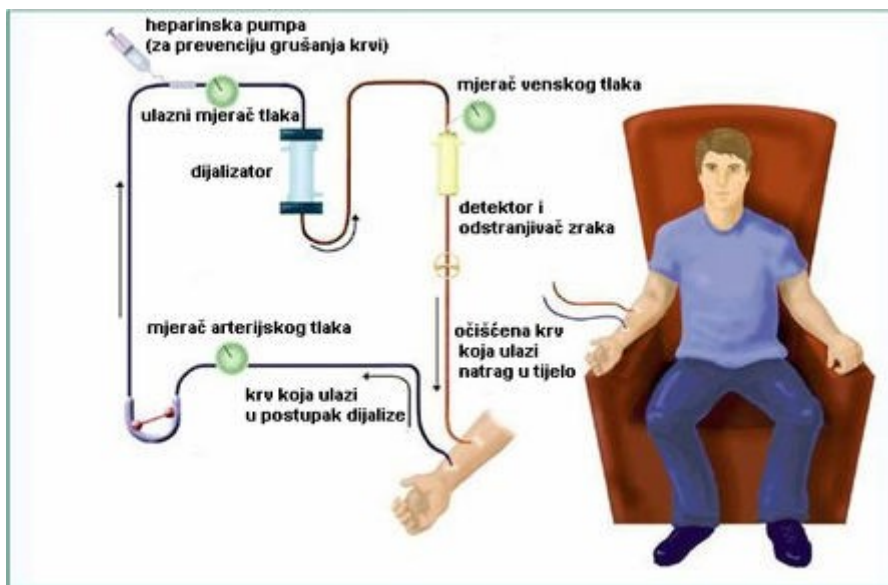 heparinska pumpa
(za prevenciju grušanja krvi)
ulazni mjerač tlaka
mjerač venskog tlaka
dijalizator
detektor i
odstranjivač zraka
mjerač arterijskog tlaka
očišćena krv
koja ulazi
natrag u tijelo
krv koja ulazi
u postupak dijalize